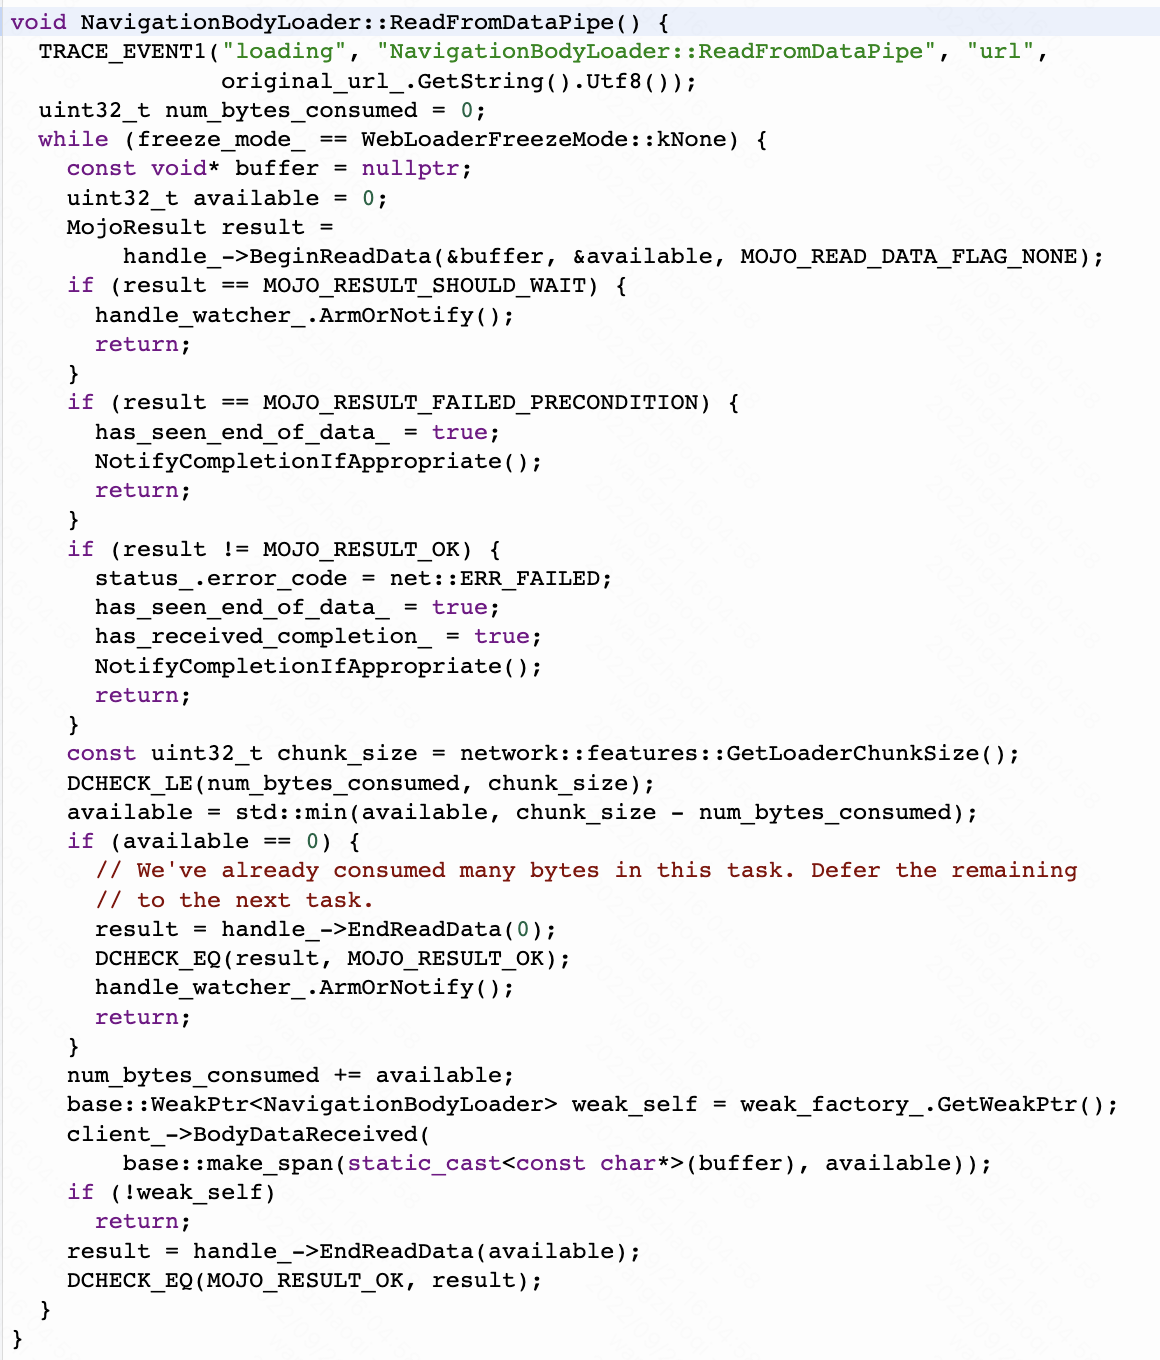 void NavigationBodyLoader::ReadFromDataPipe() {
  TRACE_EVENT1("loading", "NavigationBodyLoader::ReadFromDataPipe", "url",
               original_url_.GetString().Utf8());
  uint32_t num_bytes_consumed = 0;
  while (freeze_mode_ == WebLoaderFreezeMode::kNone) {
    const void* buffer = nullptr;
    uint32_t available = 0;
    MojoResult result =
        handle_->BeginReadData(&buffer, &available, MOJO_READ_DATA_FLAG_NONE);
    if (result == MOJO_RESULT_SHOULD_WAIT) {
      handle_watcher_.ArmOrNotify();
      return;
    }
    if (result == MOJO_RESULT_FAILED_PRECONDITION) {
      has_seen_end_of_data_ = true;
      NotifyCompletionIfAppropriate();
      return;
    }
    if (result != MOJO_RESULT_OK) {
      status_.error_code = net::ERR_FAILED;
      has_seen_end_of_data_ = true;
      has_received_completion_ = true;
      NotifyCompletionIfAppropriate();
      return;
    }
    const uint32_t chunk_size = network::features::GetLoaderChunkSize();
    DCHECK_LE(num_bytes_consumed, chunk_size);
    available = std::min(available, chunk_size - num_bytes_consumed);
    if (available == 0) {
      // We've already consumed many bytes in this task. Defer the remaining
      // to the next task.
      result = handle_->EndReadData(0);
      DCHECK_EQ(result, MOJO_RESULT_OK);
      handle_watcher_.ArmOrNotify();
      return;
    }
    num_bytes_consumed += available;
    base::WeakPtr<NavigationBodyLoader> weak_self = weak_factory_.GetWeakPtr();
    client_->BodyDataReceived(
        base::make_span(static_cast<const char*>(buffer), available));
    if (!weak_self)
      return;
    result = handle_->EndReadData(available);
    DCHECK_EQ(MOJO_RESULT_OK, result);
  }
}